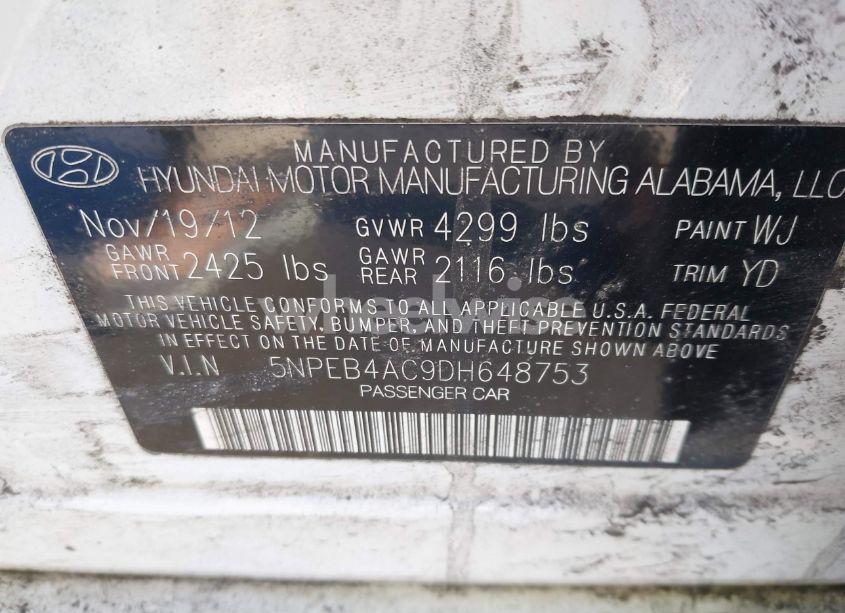 MANUFACTURED BY
HYUNDAI MOTOR MANUFACTURING ALABAMA, LLC
Nov/19/12 GVWR 4299 lbs PAINT WJ
GAWR FRONT 2425 lbs GAWR REAR 2116 lbs TRIM YD
THIS VEHICLE CONFORMS TO ALL APPLICABLE U.S.A. FEDERAL
MOTOR VEHICLE SAFETY, BUMPER, AND THEFT PREVENTION STANDARDS
IN EFFECT ON THE DATE OF MANUFACTURE SHOWN ABOVE
V.I.N 5NPEB4AC9DH648753
PASSENGER CAR